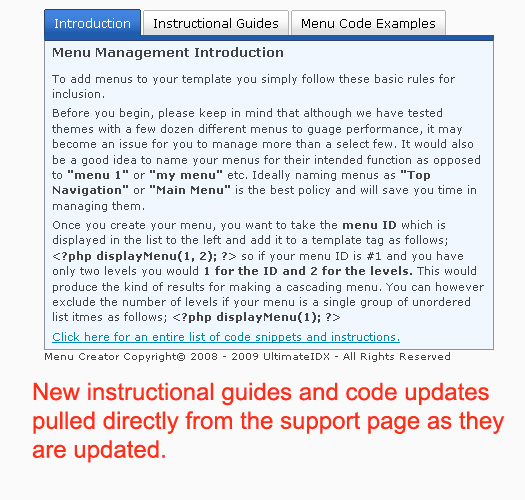 Introduction Instructional Guides Menu Code Examples
Menu Management Introduction
To add menus to your template you simply follow these basic rules for
inclusion.
Before you begin, please keep in mind that although we have tested
themes with a few dozen different menus to guage performance, it may
become an issue for you to manage more than a select few. It would also
be a good idea to name your menus for their intended function as opposed
to "menu 1" or "my menu" etc. Ideally naming menus as "Top
Navigation" or "Main Menu" is the best policy and will save you time in
managing them.
Once you create your menu, you want to take the menu ID which is
displayed in the list to the left and add it to a template tag as follows;
<?php displayMenu(1, 2); ?> so if your menu ID is #1 and you have
only two levels you would 1 for the ID and 2 for the levels. This would
produce the kind of results for making a cascading menu. You can however
exclude the number of levels if your menu is a single group of unordered
list itmes as follows; <?php displayMenu(1); ?>
Click here for an entire list of code snippets and instructions.
Menu Creator Copyright© 2008 - 2009 UltimateIDX - All Rights Reserved
New instructional guides and code updates
pulled directly from the support page as they
are updated.